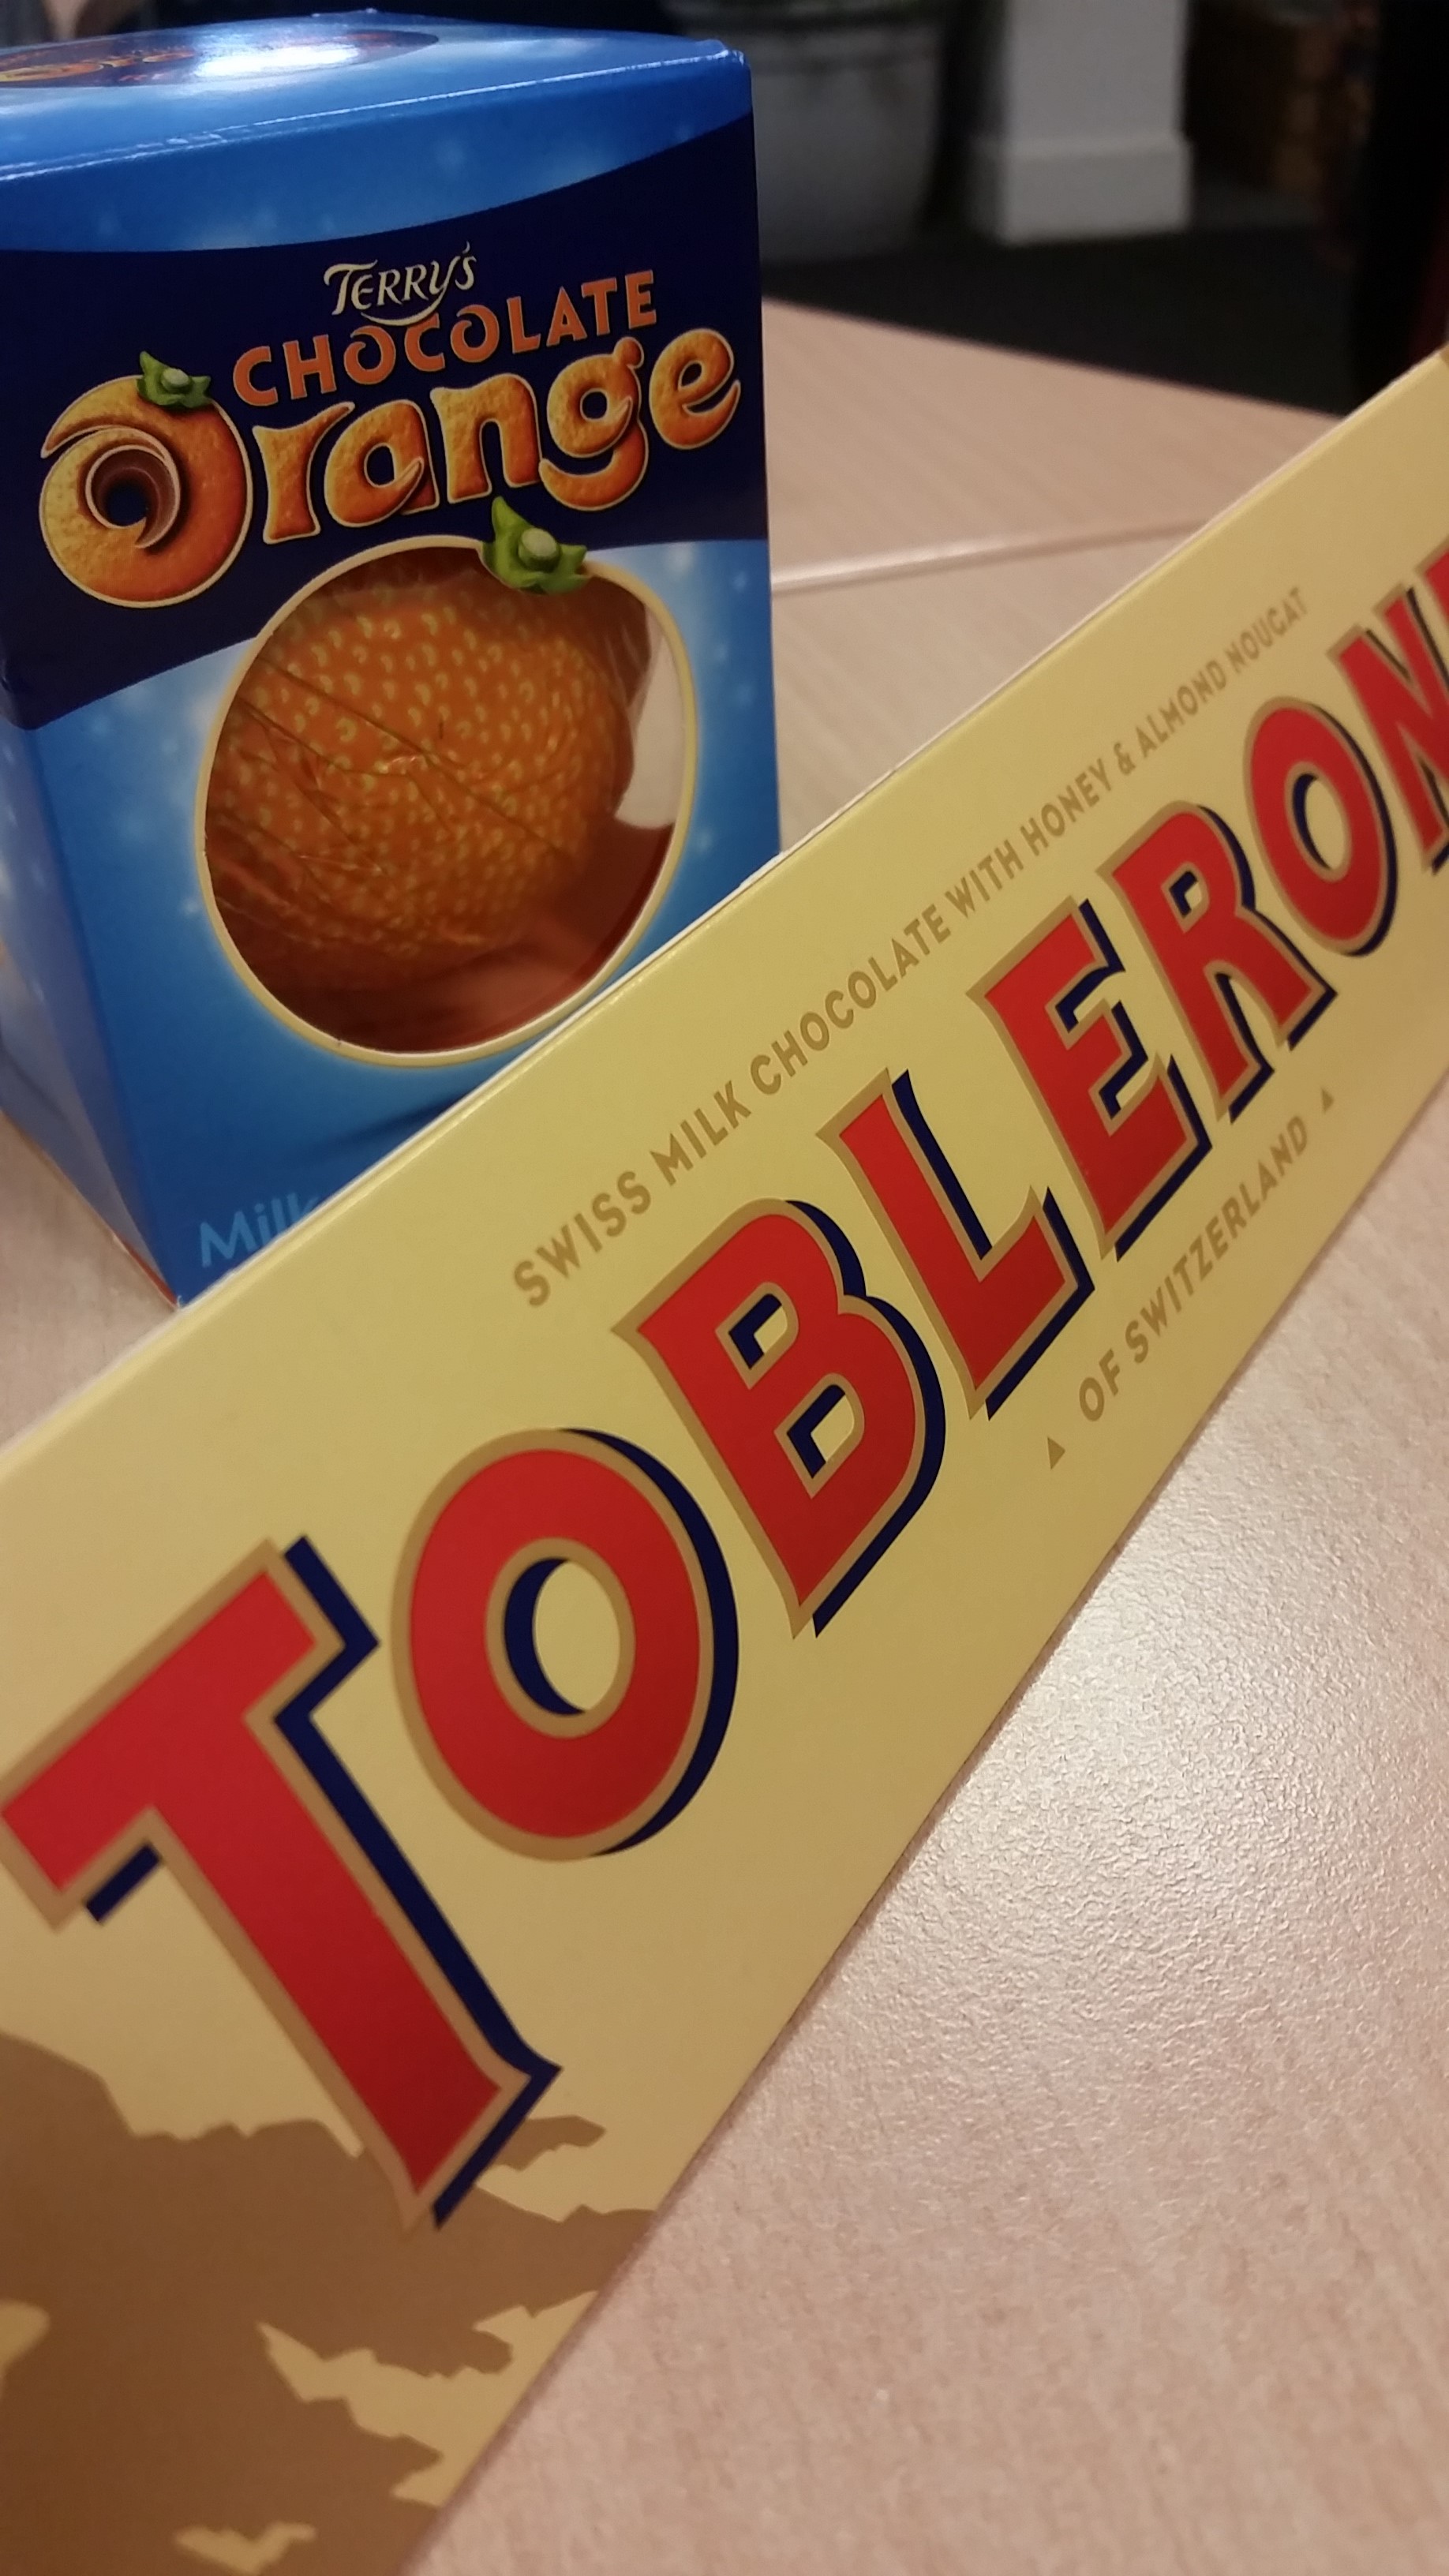 TERRY'S
CHOCOLATE
Orange
Milk
SWISS MILK CHOCOLATE WITH HONEY & ALMOND NOUGAT
TOBLERON
OF SWITZERLAND